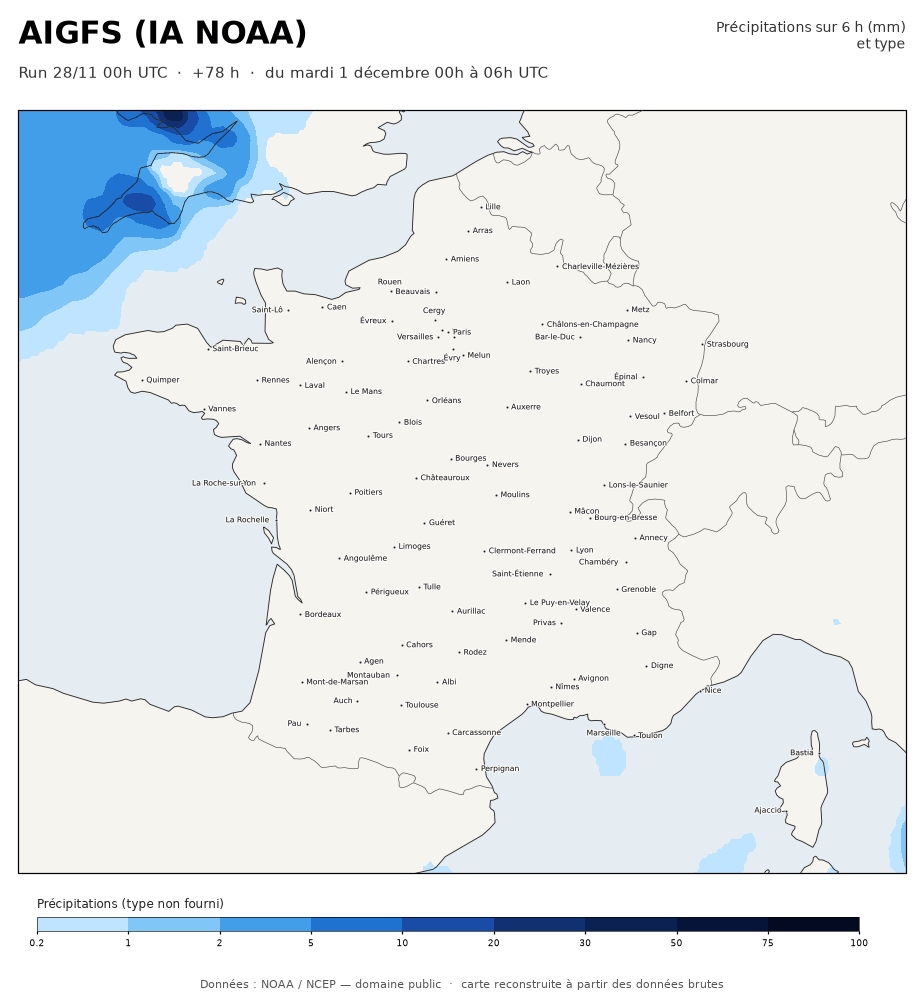 AIGFS (IA NOAA)
Précipitations sur 6 h (mm)
et type
Run 28/11 00h UTC · +78 h · du mardi 1 décembre 00h à 06h UTC
Lille
Arras
Amiens
Charleville-Mézières
Rouen
Beauvais
Laon
Saint-Lô
Caen
Cergy
Metz
Évreux
Châlons-en-Champagne
Versailles
Paris
Bar-le-Duc
Nancy
Strasbourg
Saint-Brieuc
Alençon
Chartres
Évry
Melun
Quimper
Rennes
Laval
Le Mans
Troyes
Chaumont
Épinal
Colmar
Vannes
Orléans
Auxerre
Vesoul
Belfort
Angers
Blois
Tours
Nantes
Dijon
Besançon
Bourges
Nevers
La Roche-sur-Yon
Châteauroux
Lons-le-Saunier
Poitiers
Moulins
Niort
Mâcon
Bourg-en-Bresse
La Rochelle
Guéret
Annecy
Limoges
Clermont-Ferrand
Lyon
Angoulême
Chambéry
Saint-Étienne
Périgueux
Tulle
Grenoble
Bordeaux
Aurillac
Le Puy-en-Velay
Valence
Privas
Cahors
Mende
Gap
Rodez
Agen
Digne
Montauban
Mont-de-Marsan
Albi
Avignon
Nîmes
Nice
Auch
Toulouse
Montpellier
Pau
Tarbes
Carcassonne
Marseille
Toulon
Foix
Bastia
Perpignan
Ajaccio
Précipitations (type non fourni)
0.2 1 2 5 10 20 30 50 75 100
Données : NOAA / NCEP — domaine public · carte reconstruite à partir des données brutes